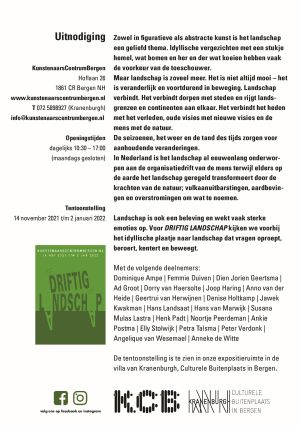 Uitnodiging
KunstenaarsCentrumBergen
Hoflaan 26
1861 CR Bergen NH
www.kunstenaarscentrumbergen.nl
T 072 5898927 (Kranenburgh)
info@kunstenaarscentrumbergen.nl
Openingstijden
dagelijks 10:30 – 17:00
(maandags gesloten)
Tentoonstelling
14 november 2021 t/m 2 januari 2022
KUNSTENAARSCENTRUMBERGEN.NL
14 NOV 2021 T/M 2 JAN 2022
DRIFTIG
LANDSCHAP
volg ons op facebook en instagram
Zowel in figuratieve als abstracte kunst is het landschap
een geliefd thema. Idyllische vergezichten met een stukje
hemel, wat bomen en her en der wat koeien hebben vaak
de voorkeur van de toeschouwer.
Maar landschap is zoveel meer. Het is niet altijd mooi – het
is veranderlijk en voortdurend in beweging. Landschap
verbindt. Het verbindt dorpen met steden en rijgt lands-
grenzen en continenten aan elkaar. Het verbindt het heden
met het verleden, oude visies met nieuwe visies en de
mens met de natuur.
De seizoenen, het weer en de tand des tijds zorgen voor
aanhoudende veranderingen.
In Nederland is het landschap al eeuwenlang onderwor-
pen aan de organisatiedrift van de mens terwijl elders op
de aarde het landschap geregeld transformeert door de
krachten van de natuur; vulkaanuitbarstingen, aardbevin-
gen en overstromingen om wat te noemen.
Landschap is ook een beleving en wekt vaak sterke
emoties op. Voor DRIFTIG LANDSCHAP kijken we voorbij
het idyllische plaatje naar landschap dat vragen oproept,
beroert, kentert en beweegt.
Met de volgende deelnemers:
Dominique Ampe | Femmie Duiven | Dien Jorien Geertsma |
Ad Groot | Dorry van Haersolte | Joop Haring | Anno van der
Heide | Geertrui van Herwijnen | Denise Holtkamp | Jawek
Kwakman | Hans Landsaat | Hans van Marwijk | Susana
Mulas Lastra | Henk Padt | Noortje Peerdeman | Ankie
Postma | Elly Stolwijk | Petra Talsma | Peter Verdonk |
Angelique van Wesemael | Anneke de Witte
De tentoonstelling is te zien in onze expositieruimte in de
villa van Kranenburgh, Culturele Buitenplaats in Bergen.
KCB
KRANENBURGH
CULTURELE
BUITENPLAATS
IN BERGEN